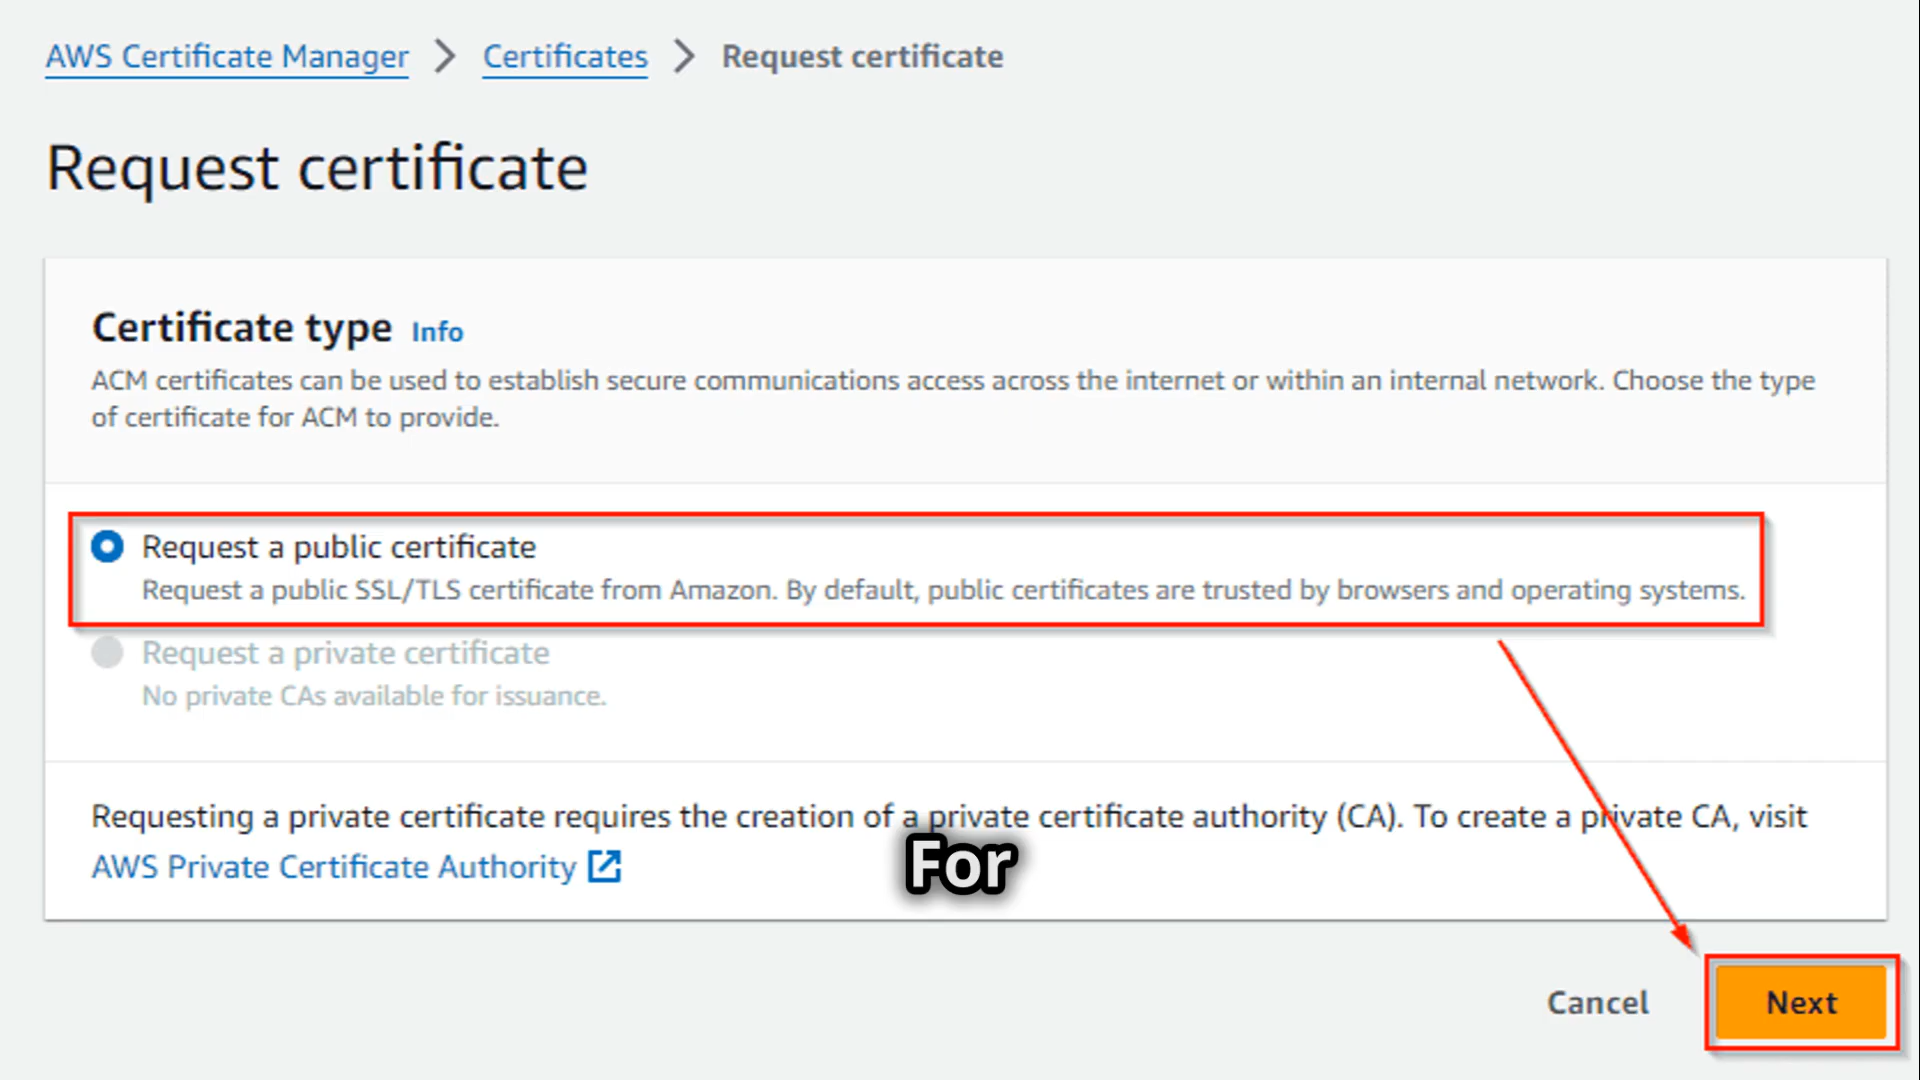 AWS Certificate Manager > Certificates > Request certificate
Request certificate
Certificate type Info
ACM certificates can be used to establish secure communications access across the internet or within an internal network. Choose the type
of certificate for ACM to provide.
Request a public certificate
Request a public SSL/TLS certificate from Amazon. By default, public certificates are trusted by browsers and operating systems.
Request a private certificate
No private CAs available for issuance.
Requesting a private certificate requires the creation of a private certificate authority (CA). To create a private CA, visit
AWS Private Certificate Authority
For
Cancel
Next